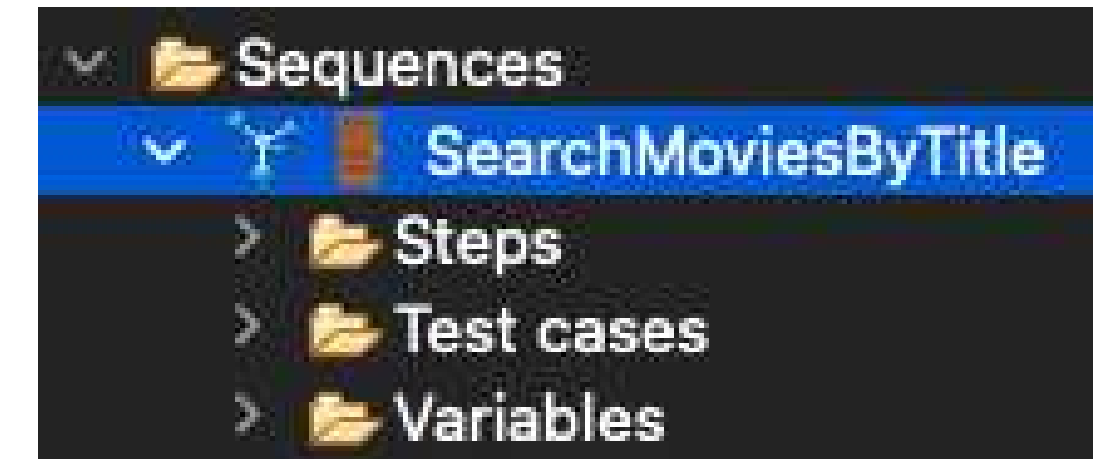 Sequences
SearchMoviesByTitle
Steps
Test cases
Variables